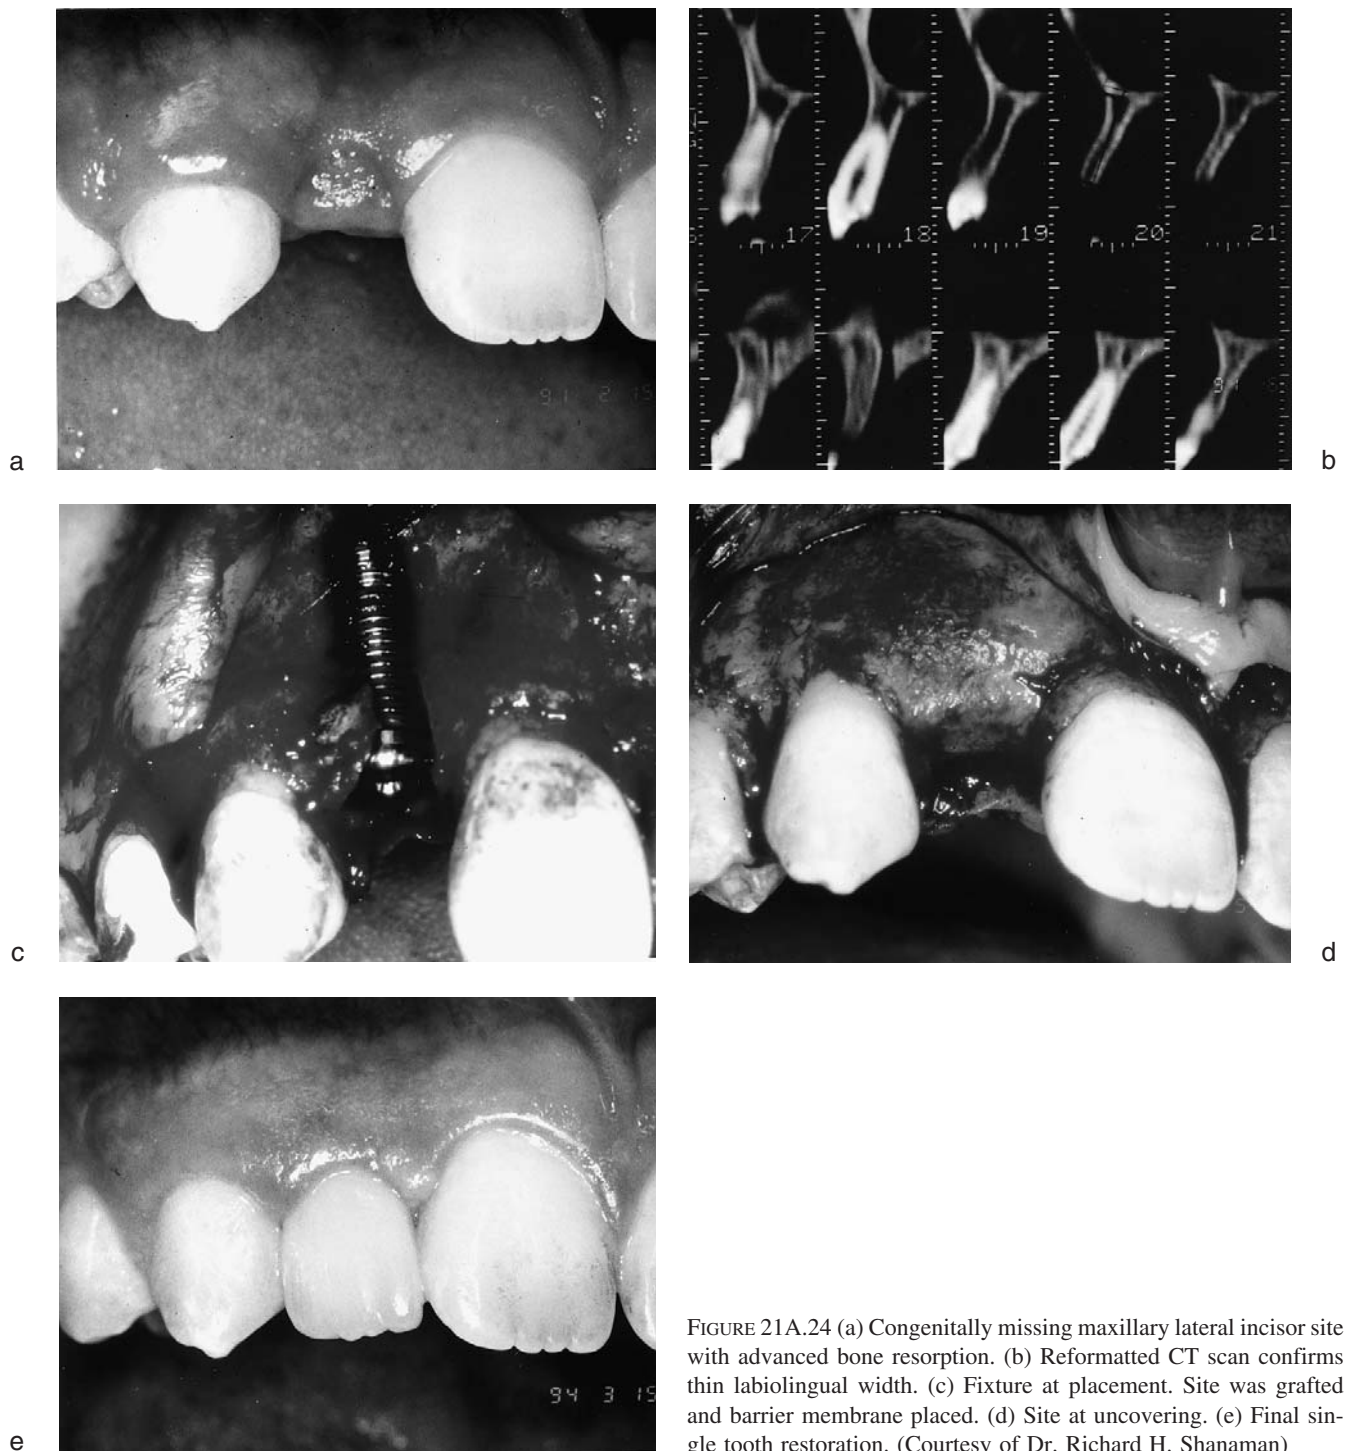 a
91 2 15
b
17
18
19
20
21
c
d
e
94 3 15
FIGURE 21A.24 (a) Congenitally missing maxillary lateral incisor site
with advanced bone resorption. (b) Reformatted CT scan confirms
thin labiolingual width. (c) Fixture at placement. Site was grafted
and barrier membrane placed. (d) Site at uncovering. (e) Final sin-
gle tooth restoration. (Courtesy of Dr. Richard H. Shanaman)